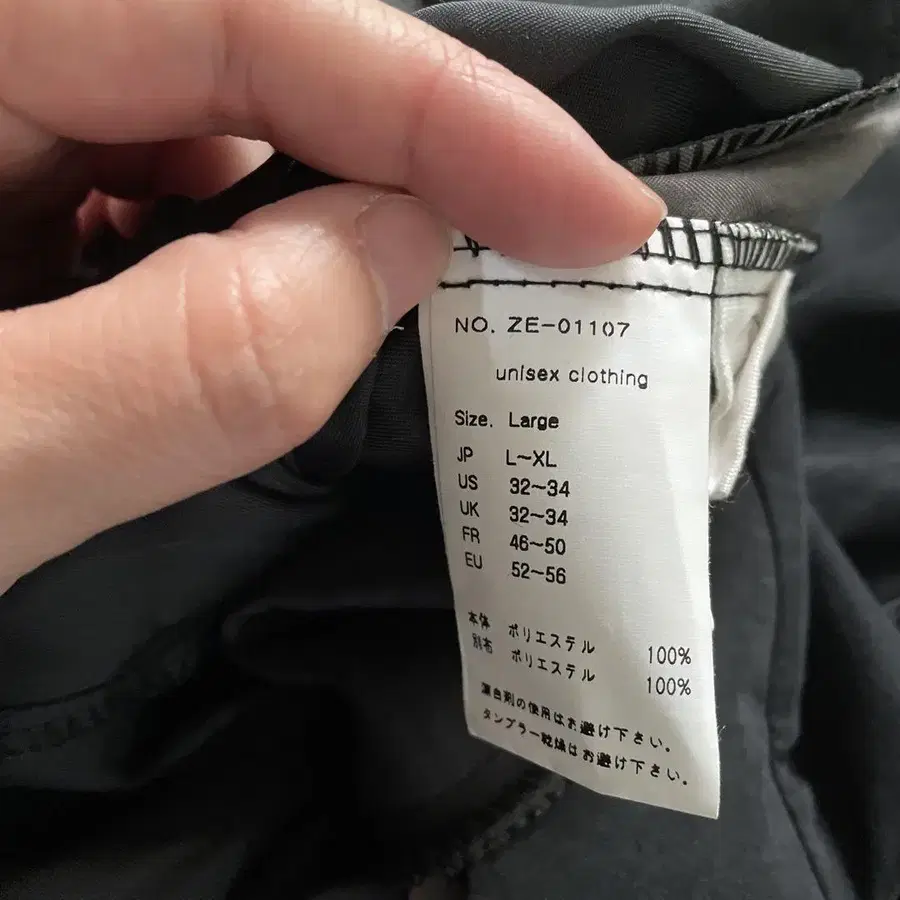 NO. ZE-01107
unisex clothing
Size. Large
JP L~XL
US 32~34
UK 32~34
FR 46~50
EU 52~56
本体 ポリエステル 100%
別布 ポリエステル 100%
漂白剤の使用はお避け下さい。
タンブラー乾燥はお避け下さい。